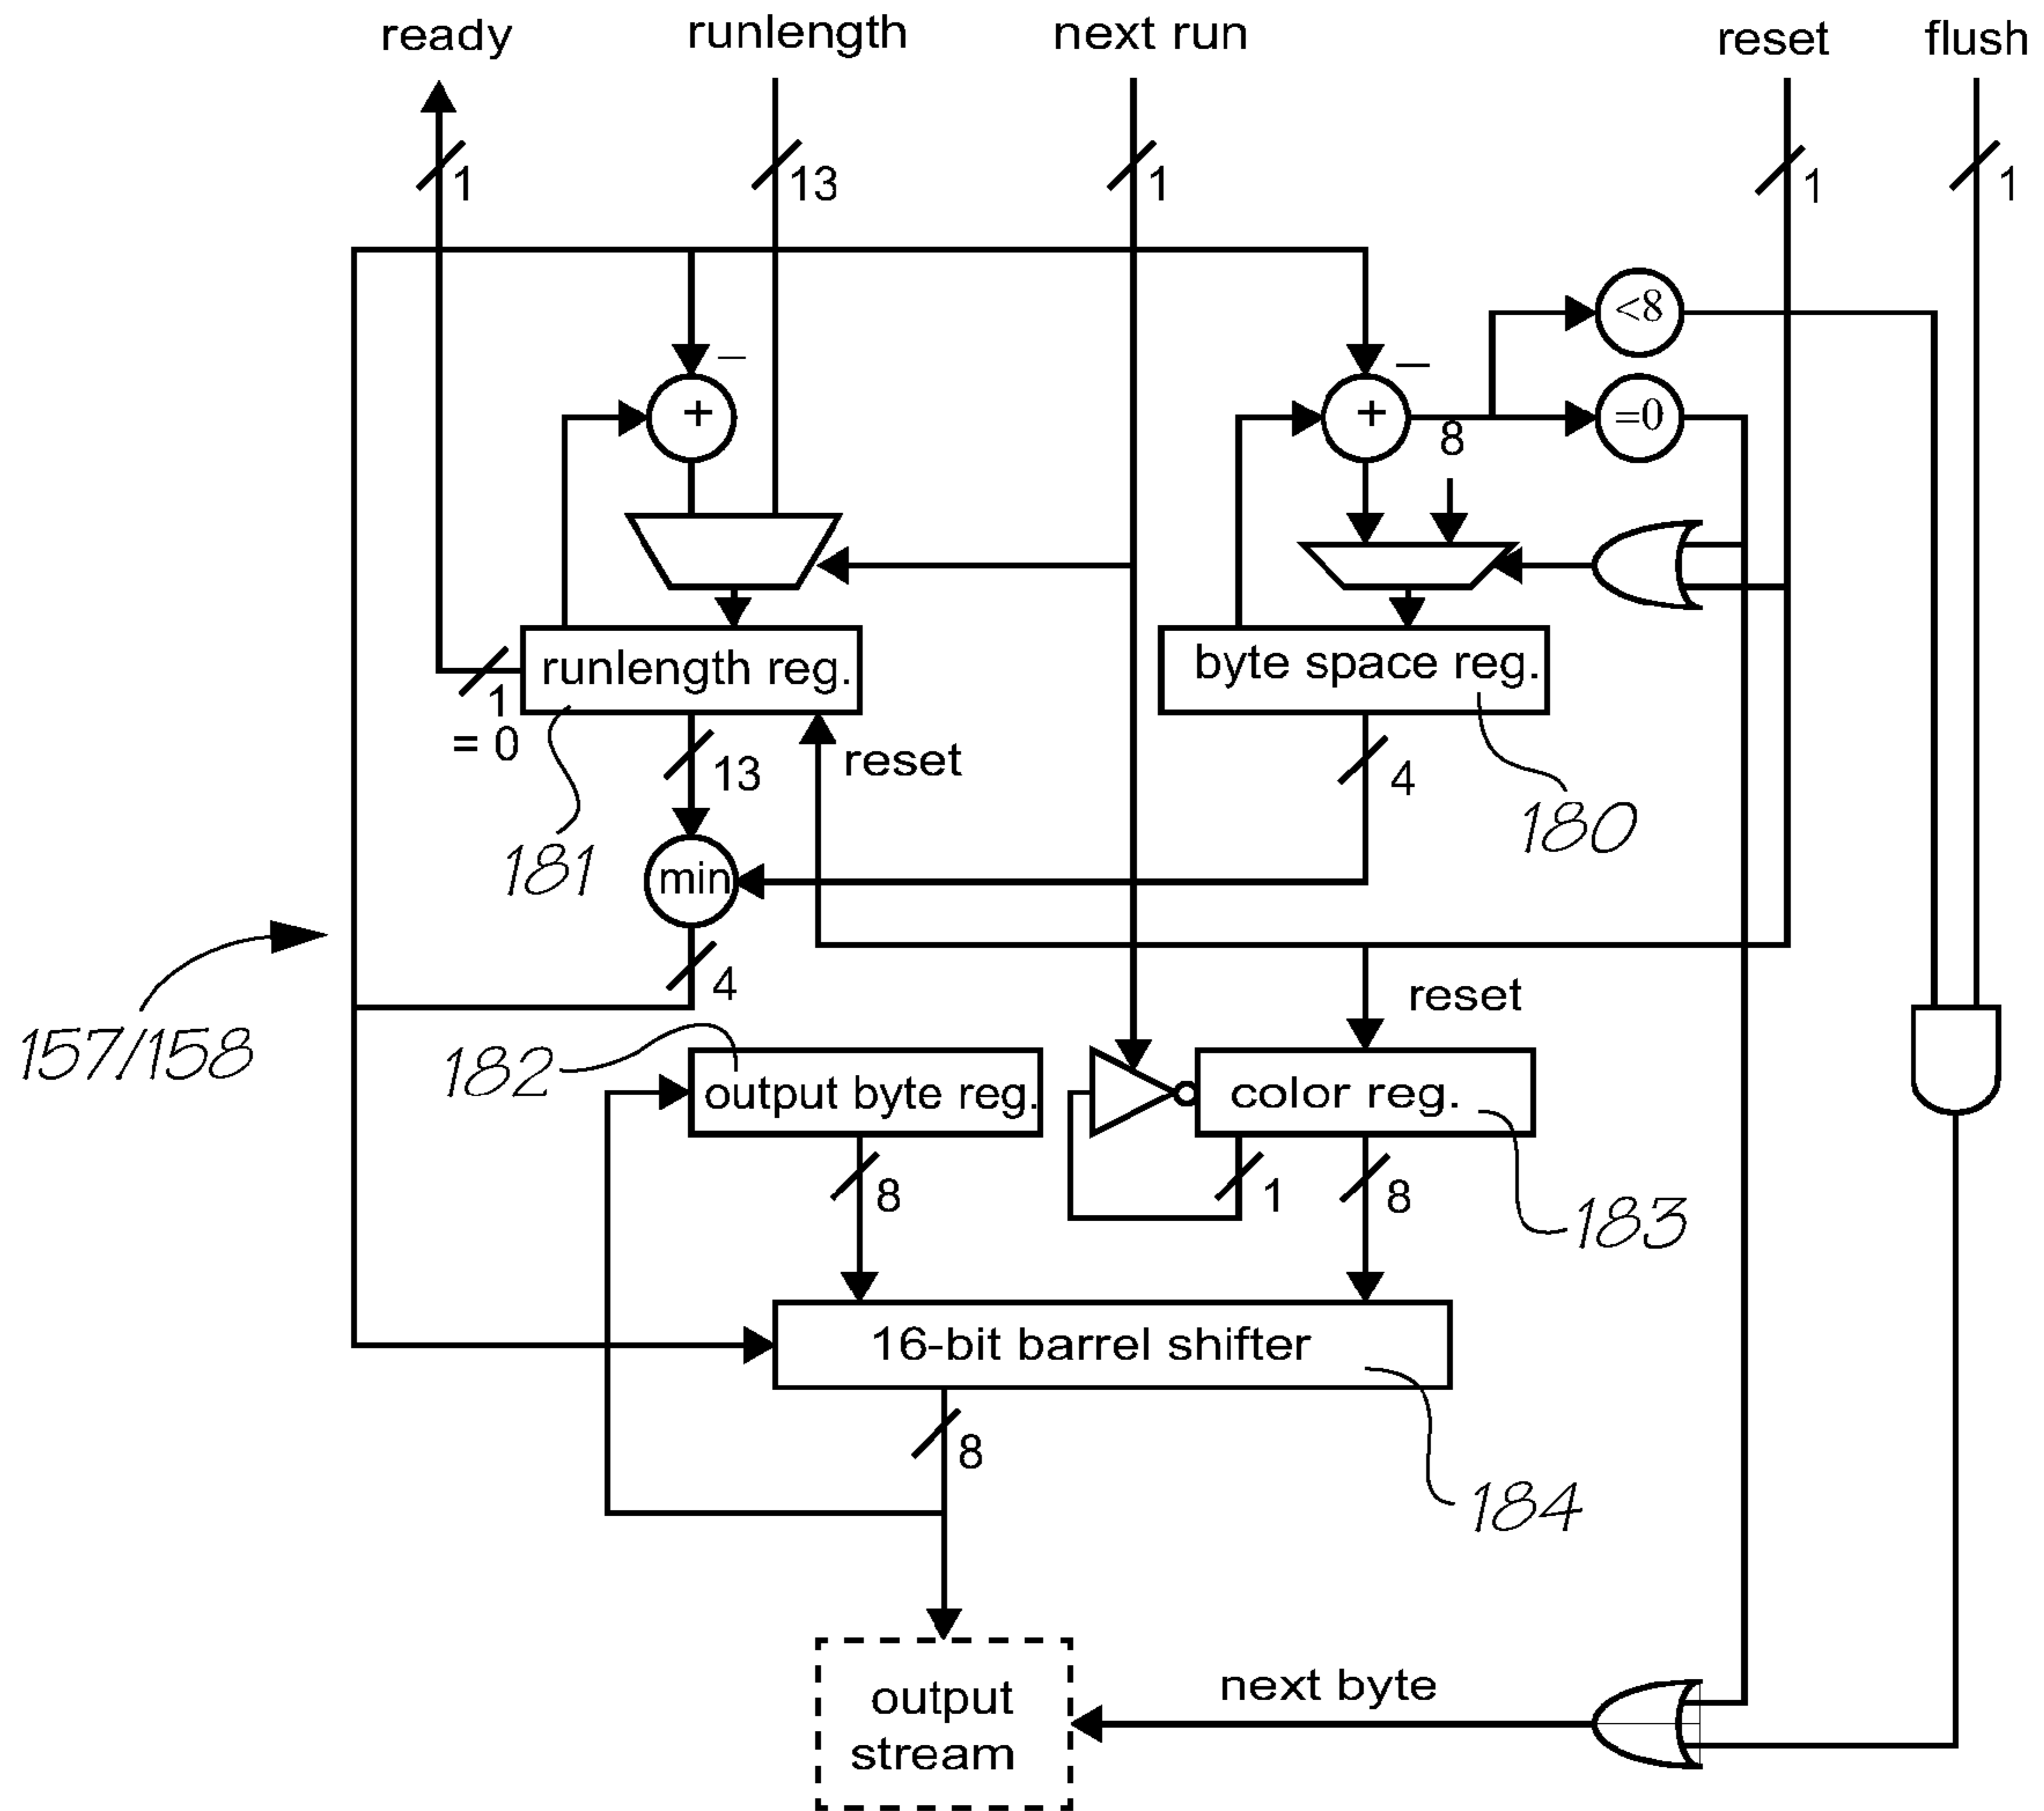 ready
runlength
next run
reset
flush
1
13
1
1
1
<8
–
–
+
+
=0
8
runlength reg.
byte space reg.
1
= 0
13
reset
4
181
180
min
4
reset
157/158
182
output byte reg.
color reg.
8
1
8
183
16-bit barrel shifter
8
184
output
stream
next byte